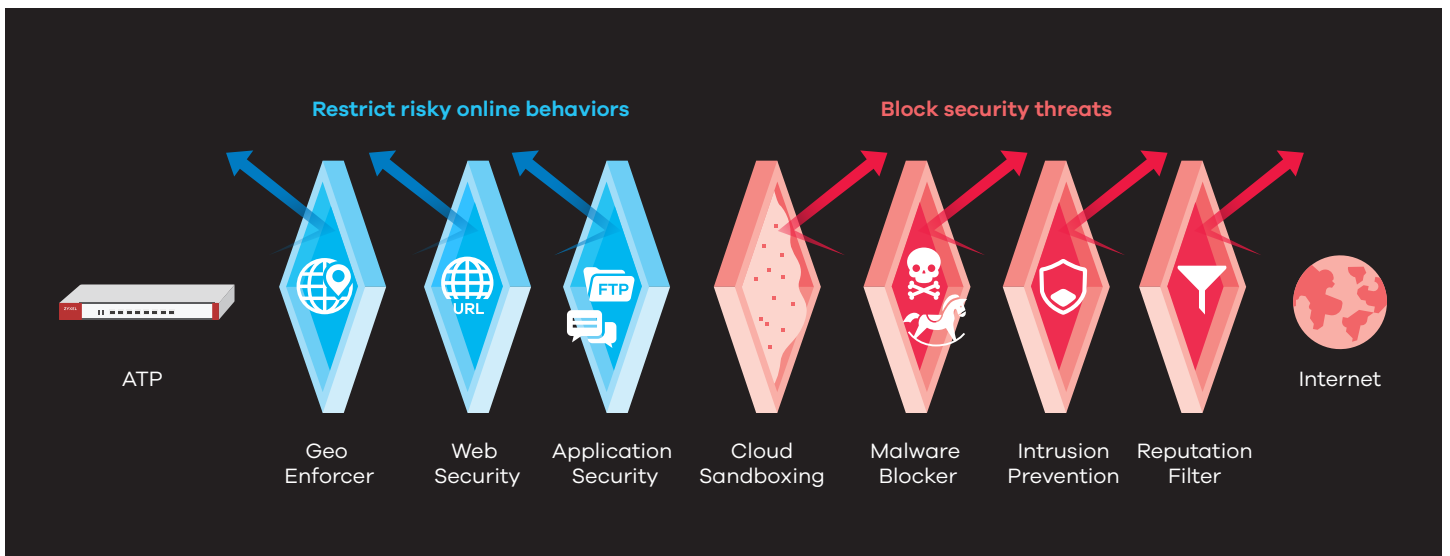 Restrict risky online behaviors
Block security threats
ZYXEL
URL
FTP
ATP
Internet
Geo
Enforcer
Web
Security
Application
Security
Cloud
Sandboxing
Malware
Blocker
Intrusion
Prevention
Reputation
Filter